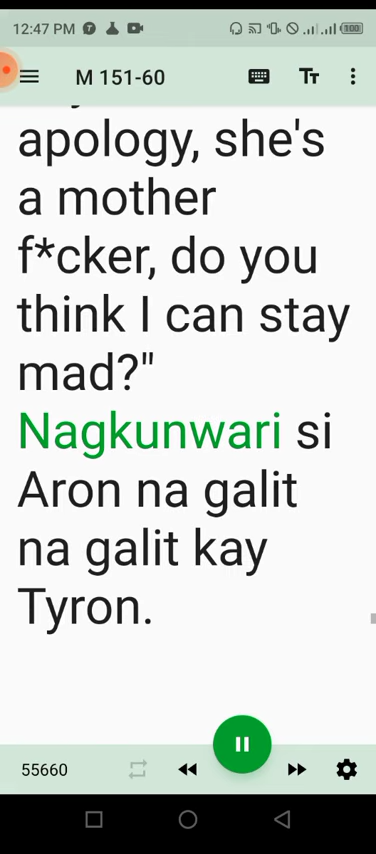 12:47 PM
100
M 151-60
apology, she's
a mother
f*cker, do you
think I can stay
mad?"
Nagkunwari si
Aron na galit
na galit kay
Tyron.
55660